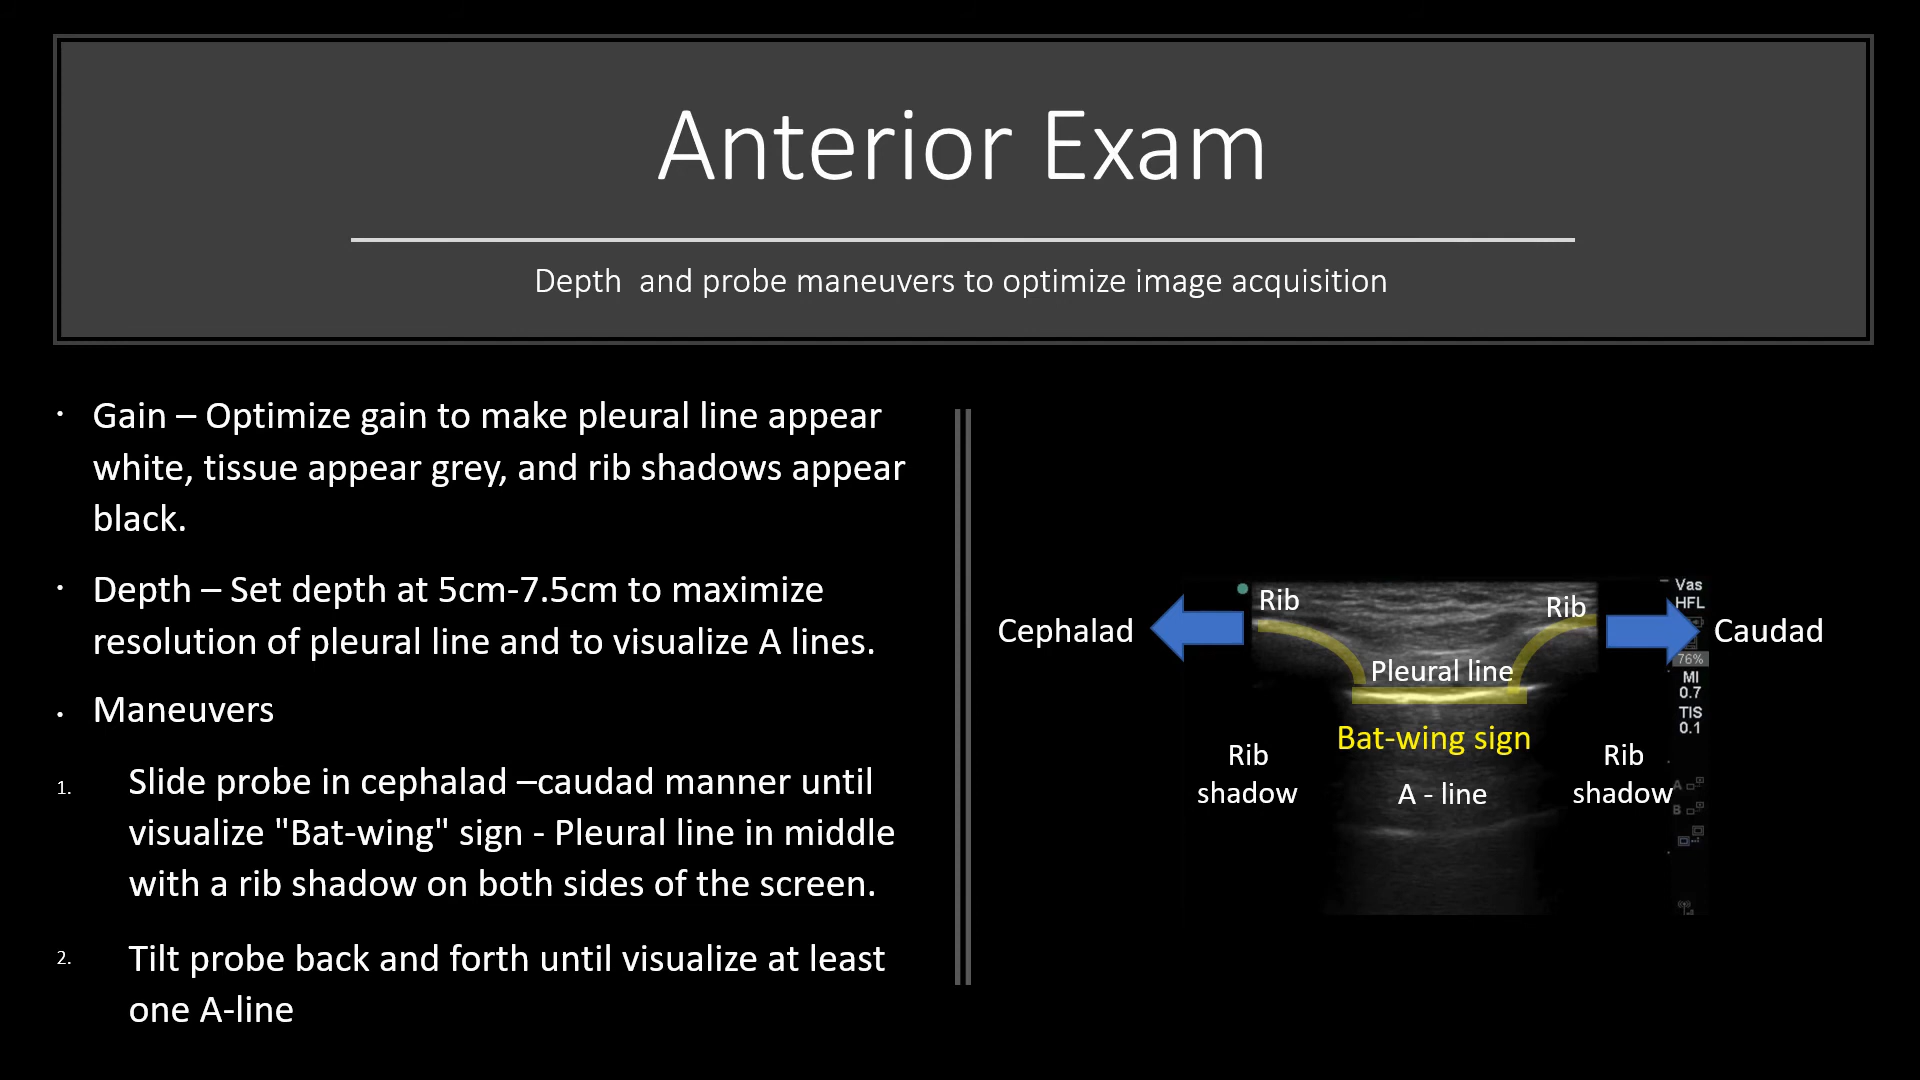 Anterior Exam
Depth  and probe maneuvers to optimize image acquisition
· Gain – Optimize gain to make pleural line appear
white, tissue appear grey, and rib shadows appear
black.
· Depth – Set depth at 5cm-7.5cm to maximize
resolution of pleural line and to visualize A lines.
· Maneuvers
1. Slide probe in cephalad –caudad manner until
visualize "Bat-wing" sign - Pleural line in middle
with a rib shadow on both sides of the screen.
2. Tilt probe back and forth until visualize at least
one A-line
Cephalad
Rib
Rib
Caudad
Pleural line
Bat-wing sign
Rib
shadow
A - line
Rib
shadow
Vas
HFL
76%
MI
0.7
TIS
0.1
A
B